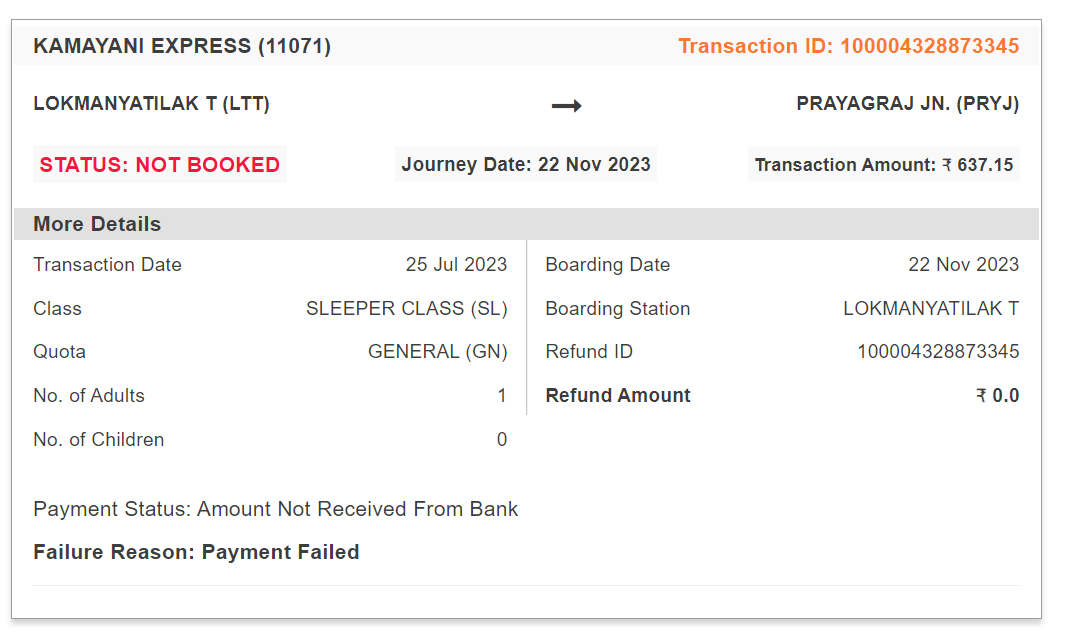 KAMAYANI EXPRESS (11071) Transaction ID: 100004328873345
LOKMANYATILAK T (LTT) → PRAYAGRAJ JN. (PRYJ)
STATUS: NOT BOOKED Journey Date: 22 Nov 2023 Transaction Amount: ₹ 637.15
More Details
Transaction Date 25 Jul 2023 Boarding Date 22 Nov 2023
Class SLEEPER CLASS (SL) Boarding Station LOKMANYATILAK T
Quota GENERAL (GN) Refund ID 100004328873345
No. of Adults 1 Refund Amount ₹ 0.0
No. of Children 0
Payment Status: Amount Not Received From Bank
Failure Reason: Payment Failed